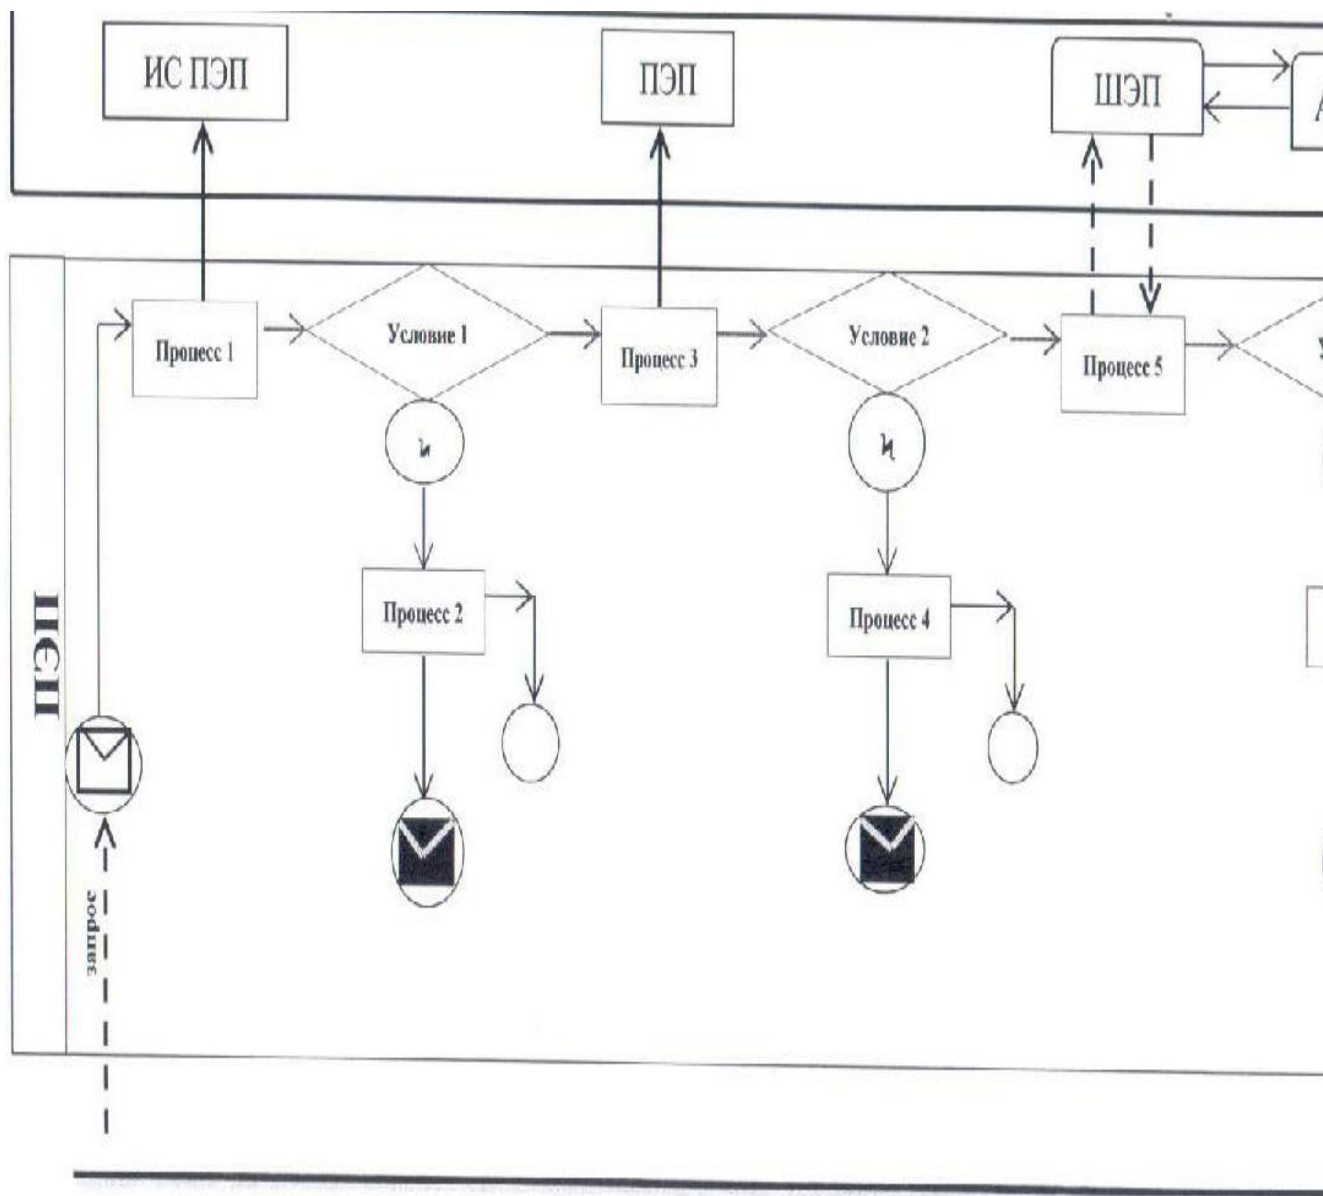 ИС ПЭП
ПЭП
ШЭП
А
Процесс 1
Условие 1
Процесс 3
Условие 2
Процесс 5
и
и
Процесс 2
Процесс 4
ПЭП
запрос